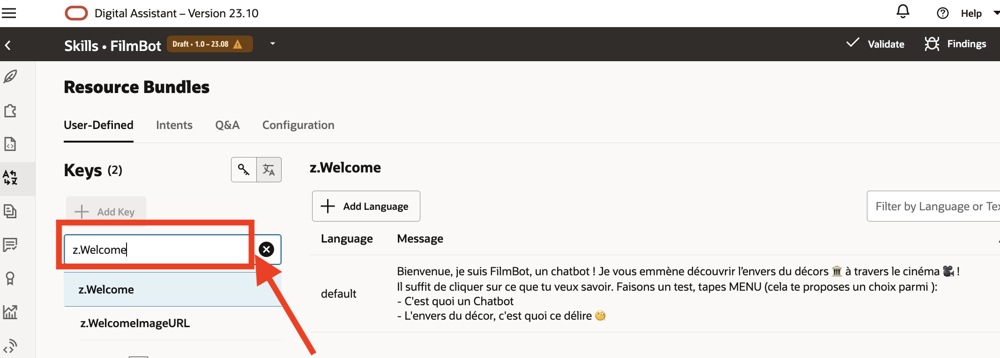 Digital Assistant – Version 23.10
Help
Skills • FilmBot
Draft • 1.0 – 23.08
Validate
Findings
Resource Bundles
User-Defined
Intents
Q&A
Configuration
Keys (2)
Add Key
z.Welcome
z.Welcome
z.WelcomeImageURL
z.Welcome
Add Language
Filter by Language or
Language
Message
default
Bienvenue, je suis FilmBot, un chatbot ! Je vous emmène découvrir l’envers du décors 🏛️ à travers le cinéma 🎥 !
Il suffit de cliquer sur ce que tu veux savoir. Faisons un test, tapes MENU (cela te proposes un choix parmi ):
- C'est quoi un Chatbot
- L'envers du décor, c'est quoi ce délire 🧐